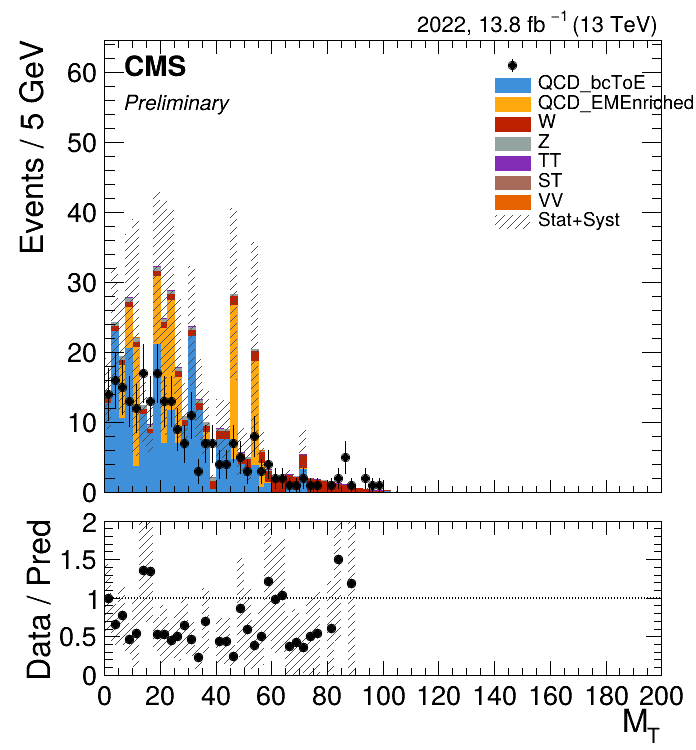 2022, 13.8 fb⁻¹ (13 TeV)
Events / 5 GeV
CMS
Preliminary
QCD_bcToE
QCD_EMEnriched
W
Z
TT
ST
VV
Stat+Syst
60
50
40
30
20
10
0
Data / Pred
2
1.5
1
0.5
0
0 20 40 60 80 100 120 140 160 180 200
M_T